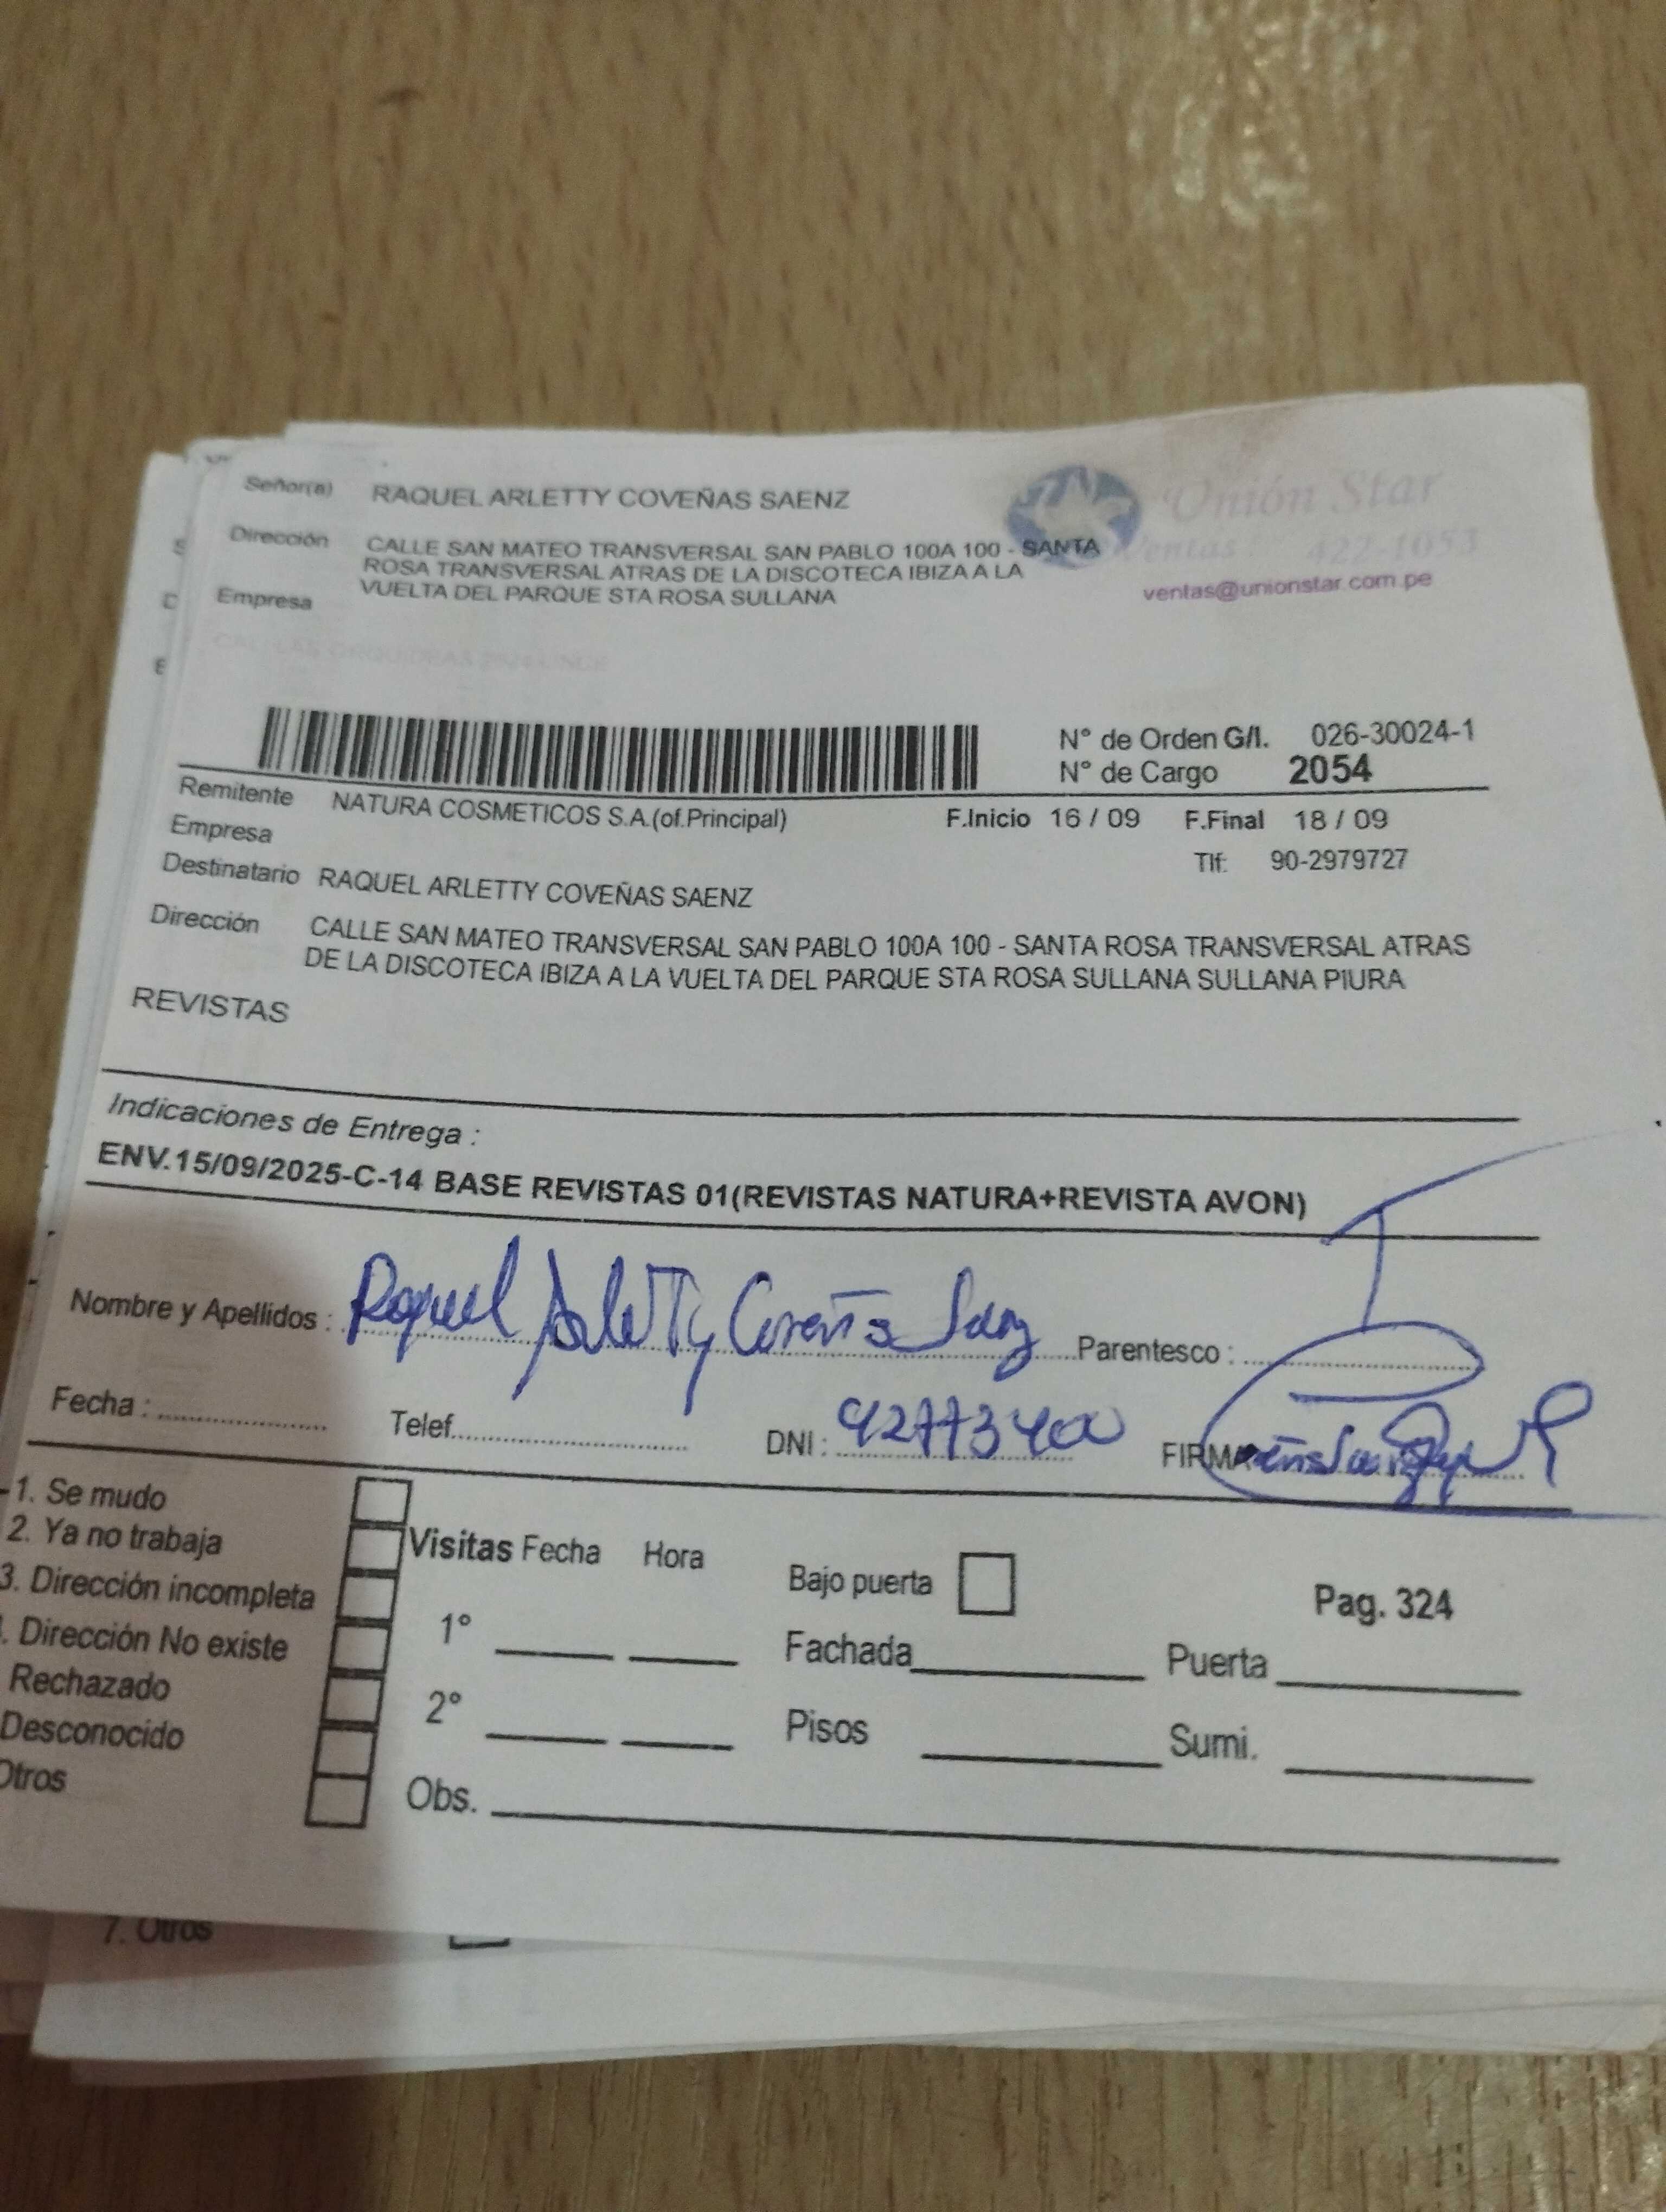 Señor(a) RAQUEL ARLETTY COVEÑAS SAENZ
Unión Star
Dirección CALLE SAN MATEO TRANSVERSAL SAN PABLO 100A 100 - SANTA
ROSA TRANSVERSAL ATRAS DE LA DISCOTECA IBIZA A LA
VUELTA DEL PARQUE STA ROSA SULLANA
Ventas 422-1053
ventas@unionstar.com.pe
Empresa
N° de Orden G/I. 026-30024-1
N° de Cargo 2054
Remitente NATURA COSMETICOS S.A.(of.Principal)
F.Inicio 16 / 09 F.Final 18 / 09
Empresa
Tlf: 90-2979727
Destinatario RAQUEL ARLETTY COVEÑAS SAENZ
Dirección CALLE SAN MATEO TRANSVERSAL SAN PABLO 100A 100 - SANTA ROSA TRANSVERSAL ATRAS
DE LA DISCOTECA IBIZA A LA VUELTA DEL PARQUE STA ROSA SULLANA SULLANA PIURA
REVISTAS
Indicaciones de Entrega :
ENV.15/09/2025-C-14 BASE REVISTAS 01(REVISTAS NATURA+REVISTA AVON)
Nombre y Apellidos : Raquel Arletty Coveñas Saenz Parentesco :
Fecha : Telef. DNI : FIRMA
1. Se mudo
2. Ya no trabaja
3. Dirección incompleta
. Dirección No existe
Rechazado
Desconocido
Otros
Visitas Fecha Hora
1°
2°
Obs.
Bajo puerta
Pag. 324
Fachada Puerta
Pisos Sumi.
7. Otros